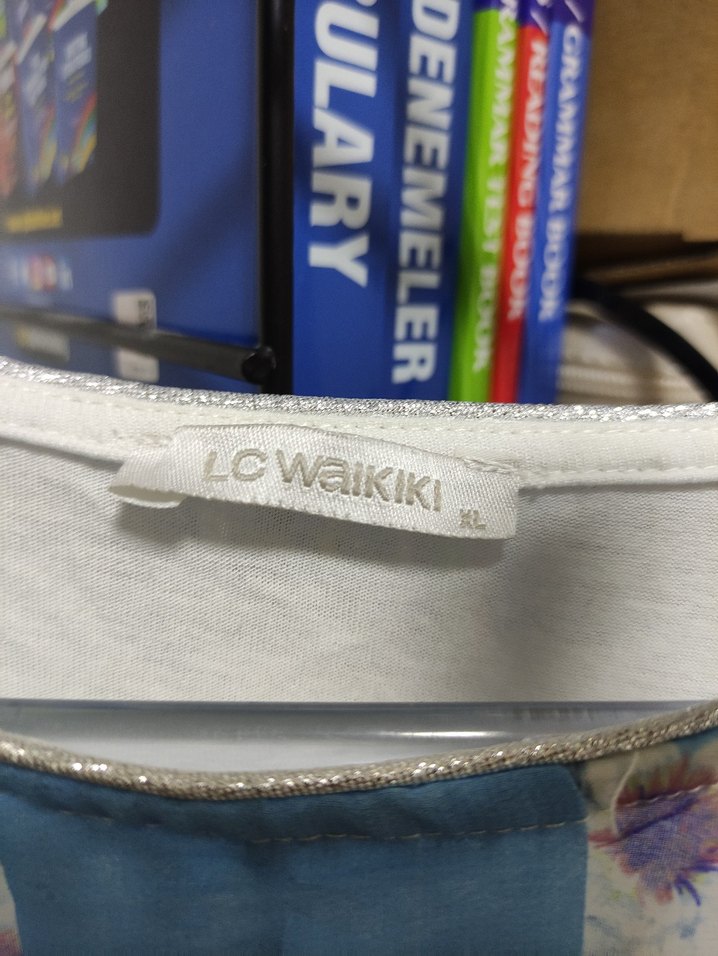 ULARY
DENEMELER
GRAMMAR TEST BOOK
/ READING BOOK
/ GRAMMAR BOOK
LC WAIKIKI
XL